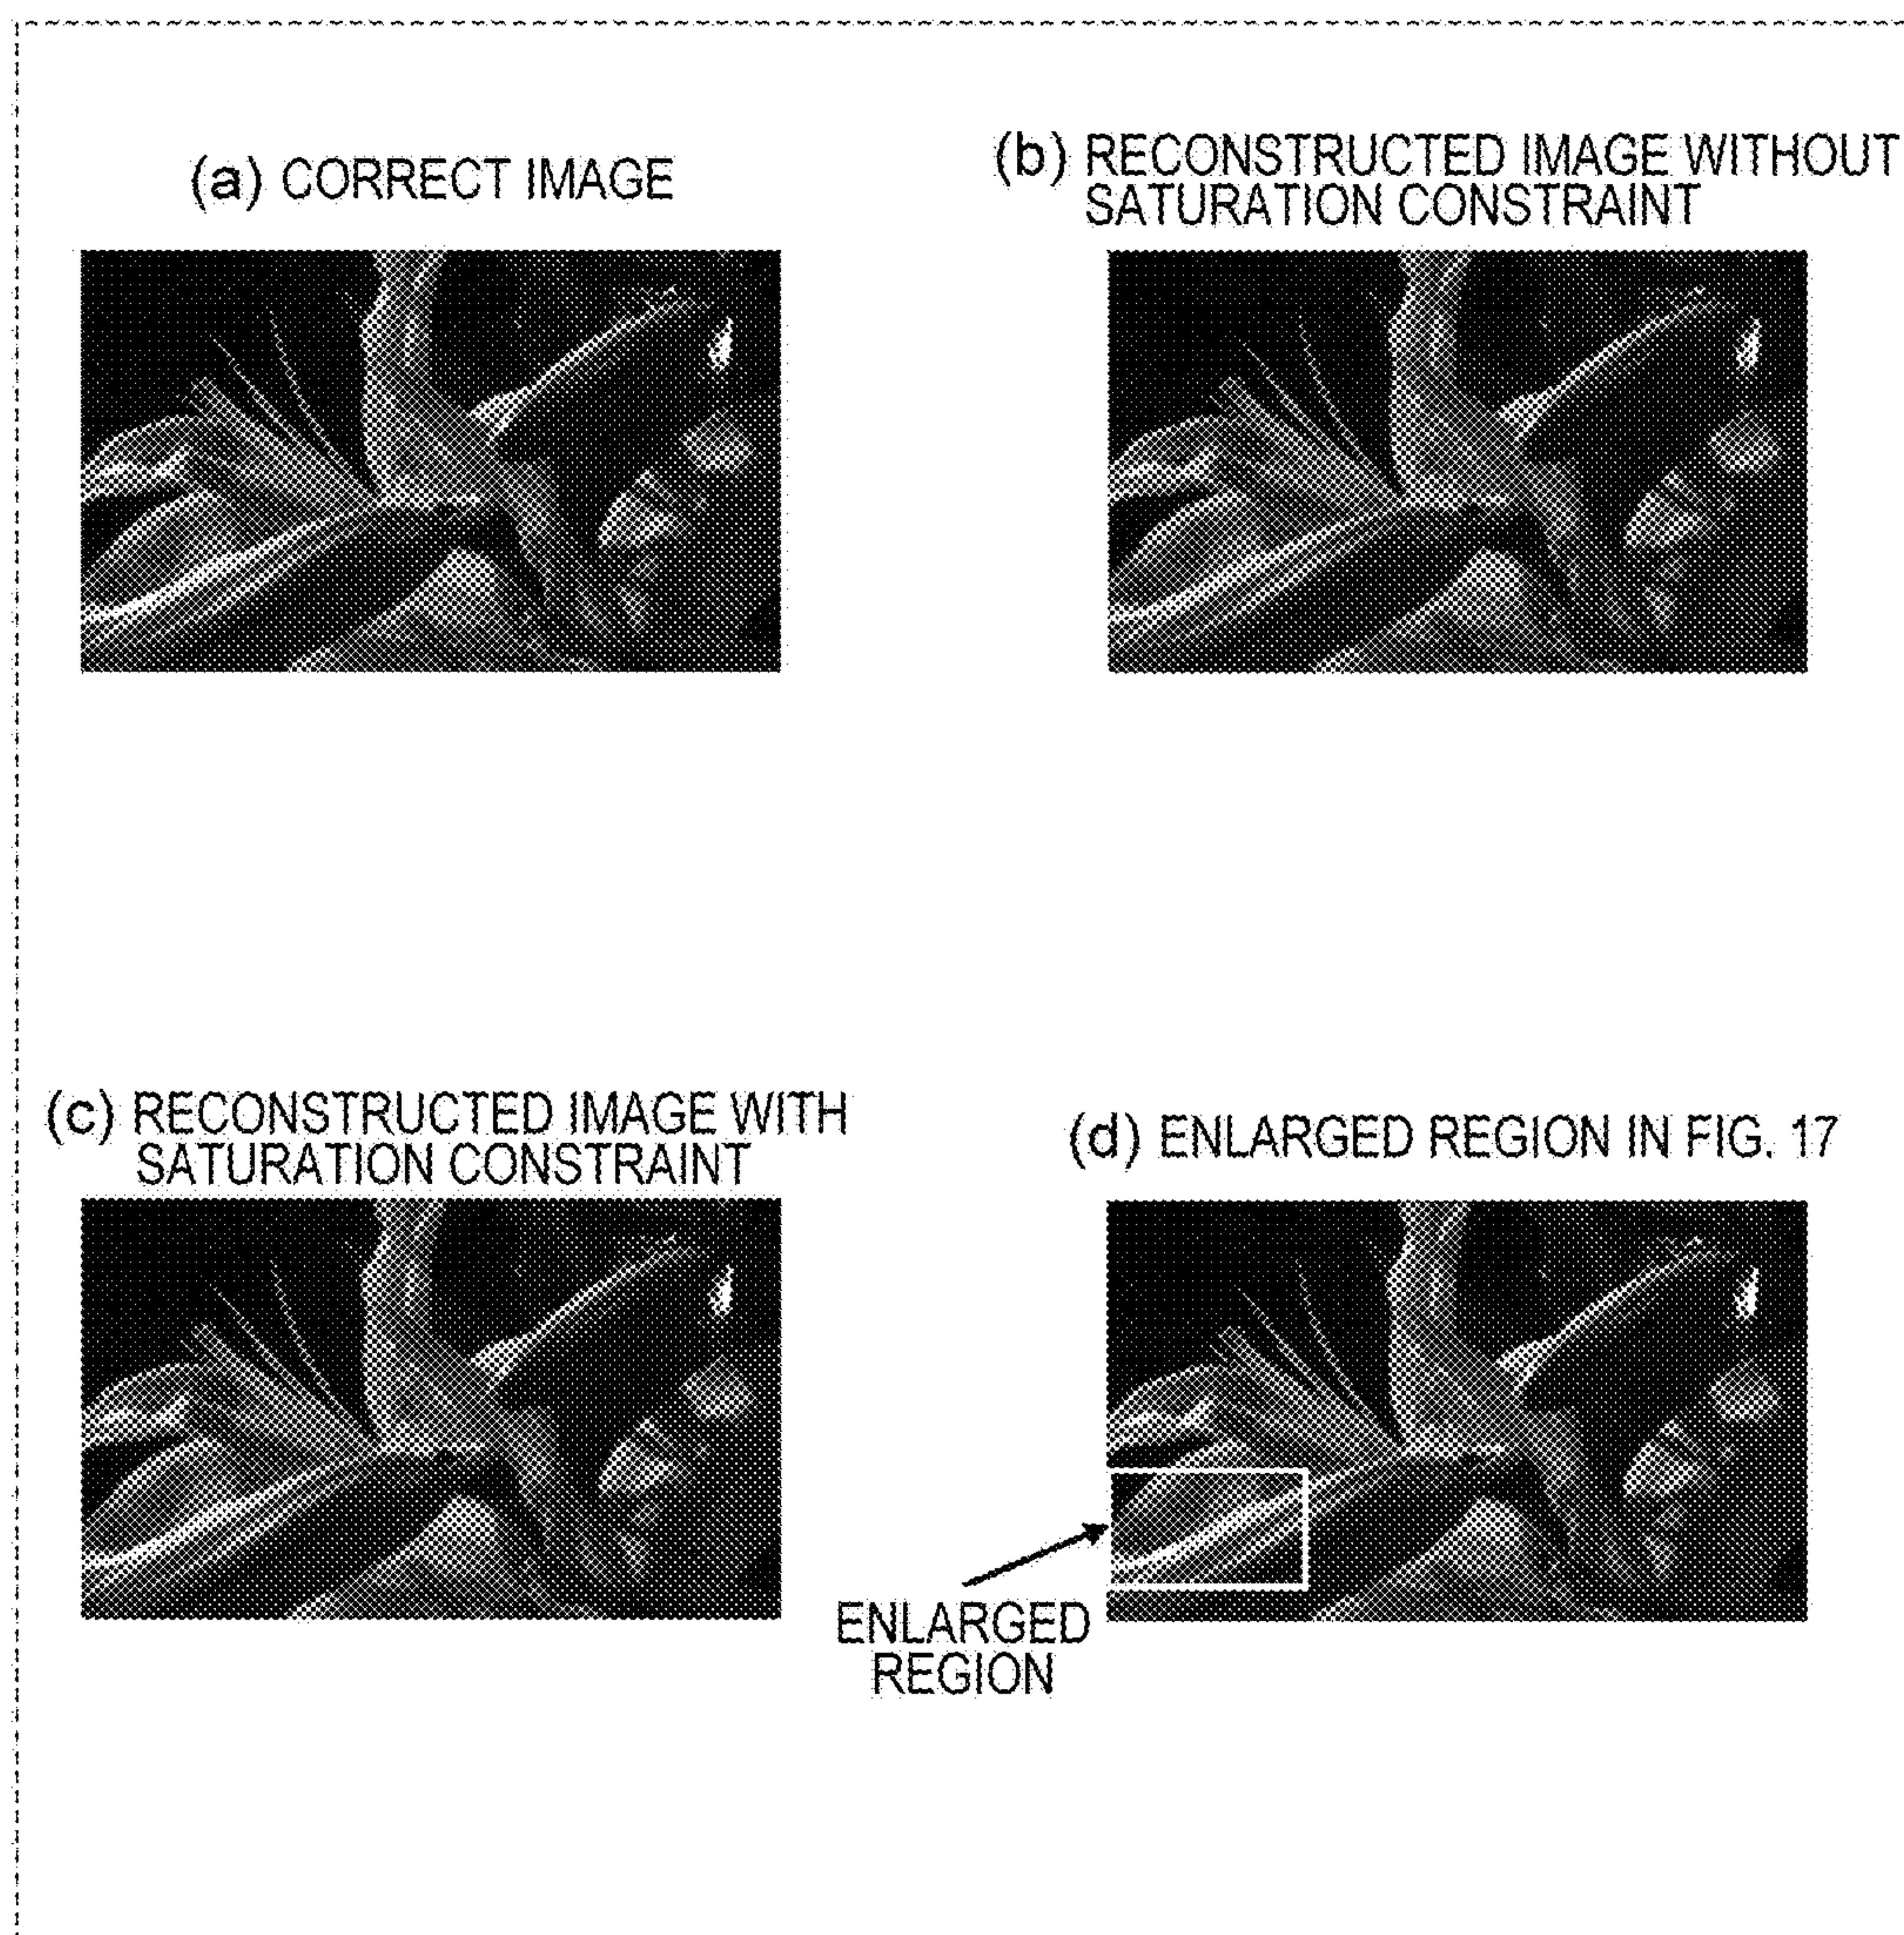 (a) CORRECT IMAGE
(b) RECONSTRUCTED IMAGE WITHOUT
SATURATION CONSTRAINT
(c) RECONSTRUCTED IMAGE WITH
SATURATION CONSTRAINT
(d) ENLARGED REGION IN FIG. 17
ENLARGED
REGION